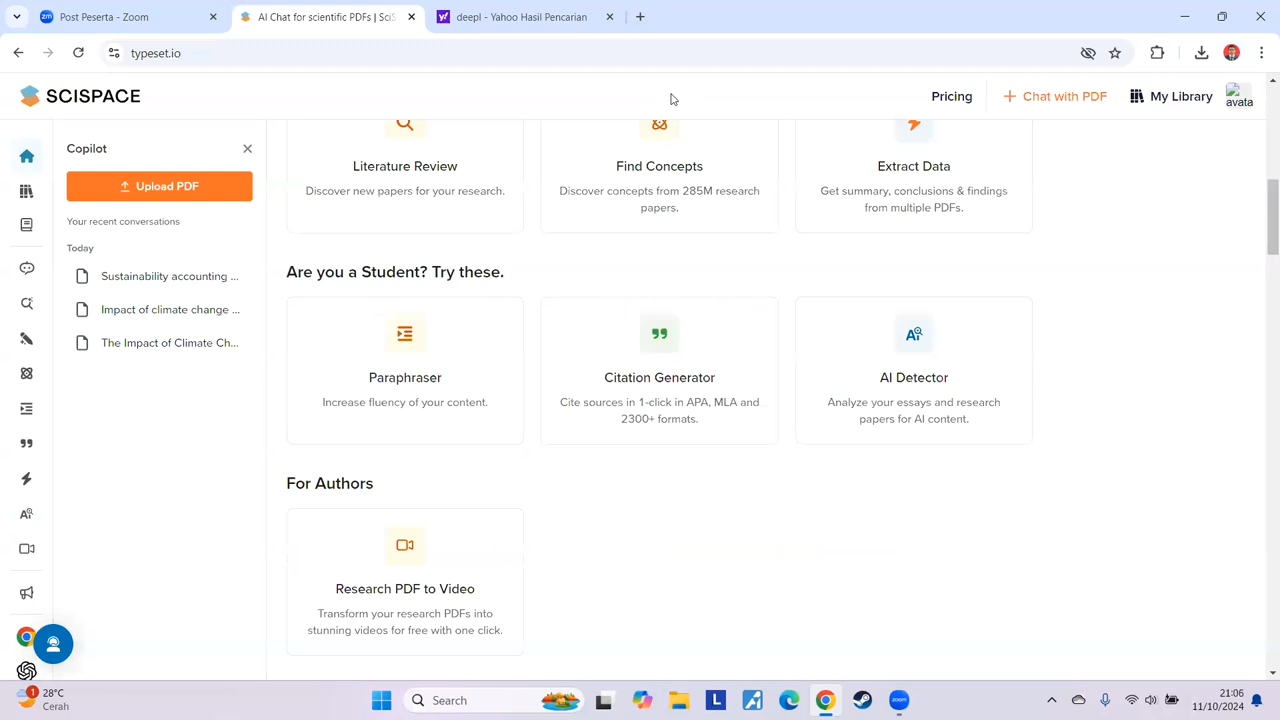 Post Peserta - Zoom
AI Chat for scientific PDFs | SciS
deepl - Yahoo Hasil Pencarian
typeset.io
SCISPACE
Pricing
Chat with PDF
My Library
avata
Copilot
Upload PDF
Your recent conversations
Today
Sustainability accounting ...
Impact of climate change ...
The Impact of Climate Ch...
Literature Review
Discover new papers for your research.
Find Concepts
Discover concepts from 285M research
papers.
Extract Data
Get summary, conclusions & findings
from multiple PDFs.
Are you a Student? Try these.
Paraphraser
Increase fluency of your content.
Citation Generator
Cite sources in 1-click in APA, MLA and
2300+ formats.
AI Detector
Analyze your essays and research
papers for AI content.
For Authors
Research PDF to Video
Transform your research PDFs into
stunning videos for free with one click.
1
28°C
Cerah
Search
21:06
11/10/2024